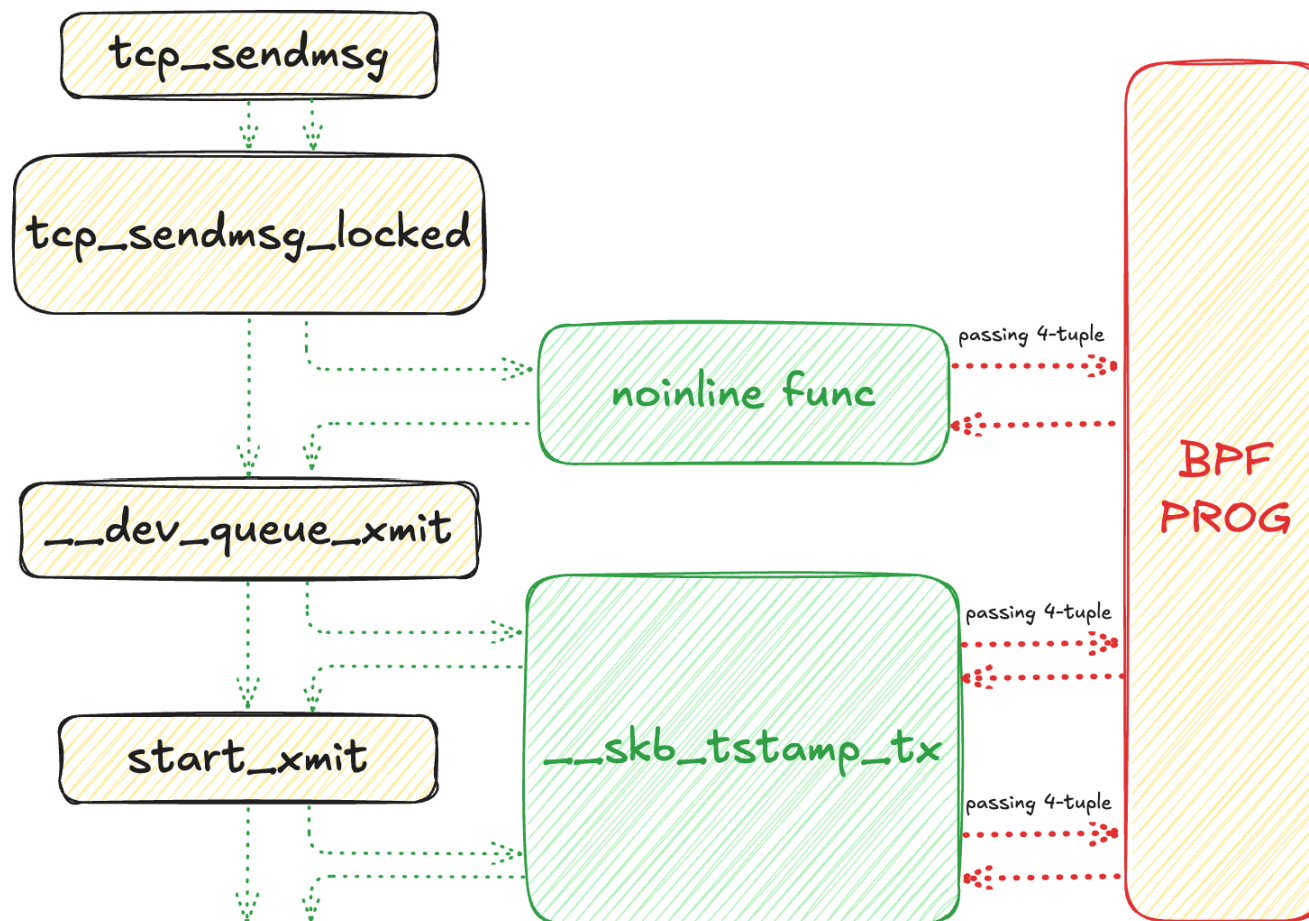 tcp_sendmsg
tcp_sendmsg_locked
passing 4-tuple
noinline func
BPF
PROG
__dev_queue_xmit
passing 4-tuple
__skb_tstamp_tx
start_xmit
passing 4-tuple